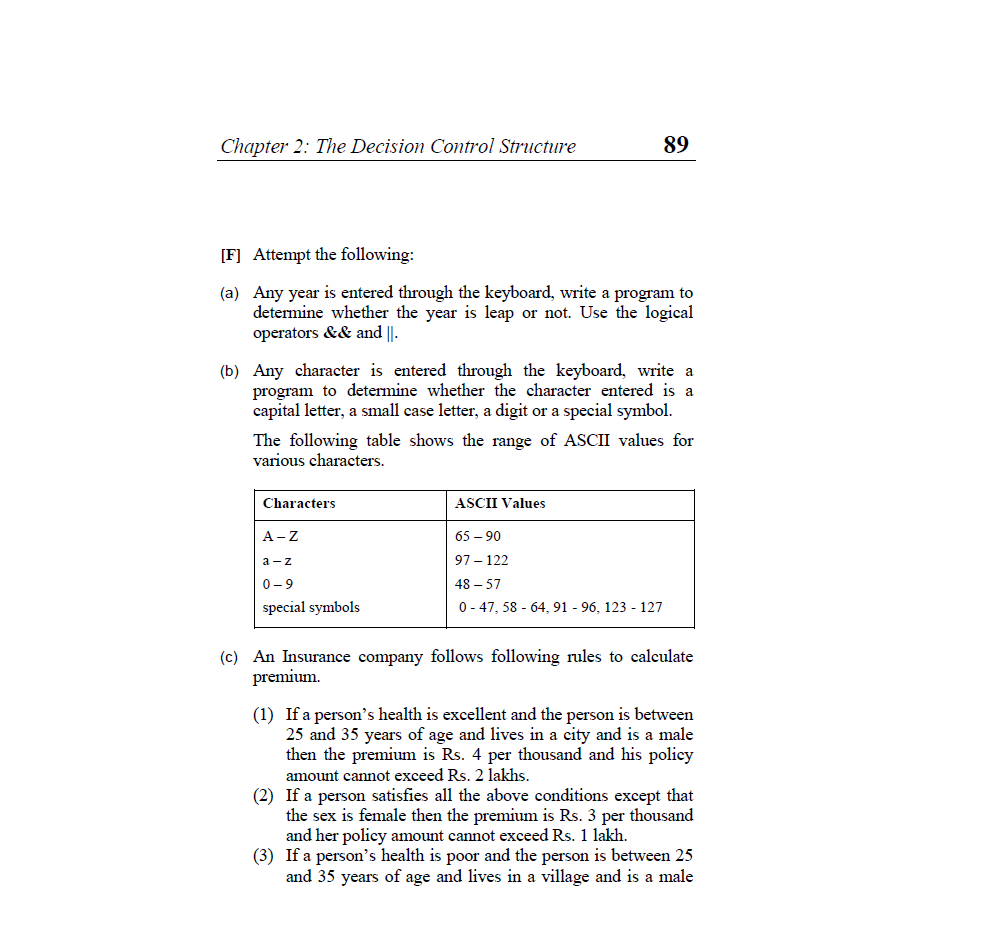 Chapter 2: The Decision Control Structure 89
[F] Attempt the following:
(a) Any year is entered through the keyboard, write a program to
determine whether the year is leap or not. Use the logical
operators && and ||.
(b) Any character is entered through the keyboard, write a
program to determine whether the character entered is a
capital letter, a small case letter, a digit or a special symbol.
The following table shows the range of ASCII values for
various characters.
Characters ASCII Values
A – Z 65 – 90
a – z 97 – 122
0 – 9 48 – 57
special symbols 0 - 47, 58 - 64, 91 - 96, 123 - 127
(c) An Insurance company follows following rules to calculate
premium.
(1) If a person’s health is excellent and the person is between
25 and 35 years of age and lives in a city and is a male
then the premium is Rs. 4 per thousand and his policy
amount cannot exceed Rs. 2 lakhs.
(2) If a person satisfies all the above conditions except that
the sex is female then the premium is Rs. 3 per thousand
and her policy amount cannot exceed Rs. 1 lakh.
(3) If a person’s health is poor and the person is between 25
and 35 years of age and lives in a village and is a male